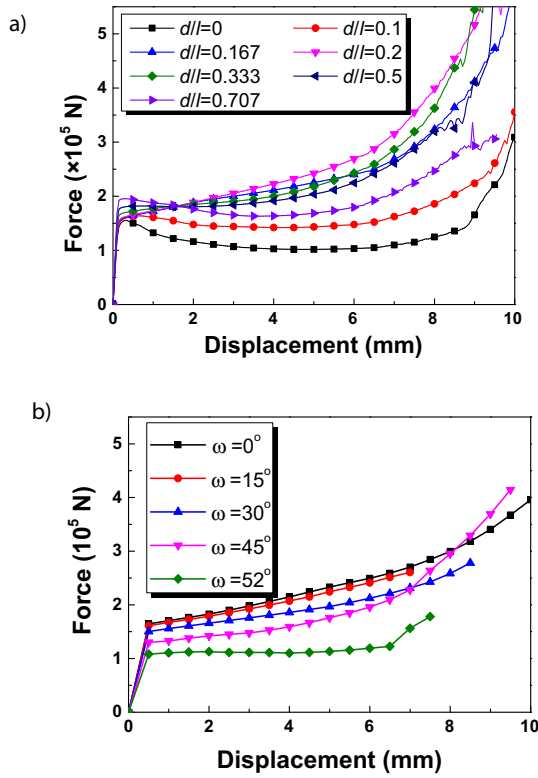 a)
d/l=0 d/l=0.1
d/l=0.167 d/l=0.2
d/l=0.333 d/l=0.5
d/l=0.707
5
4
3
2
1
0
Force (×10⁵ N)
0 2 4 6 8 10
Displacement (mm)
b)
ω =0°
ω =15°
ω =30°
ω =45°
ω =52°
5
4
3
2
1
0
Force (10⁵ N)
0 2 4 6 8 10
Displacement (mm)